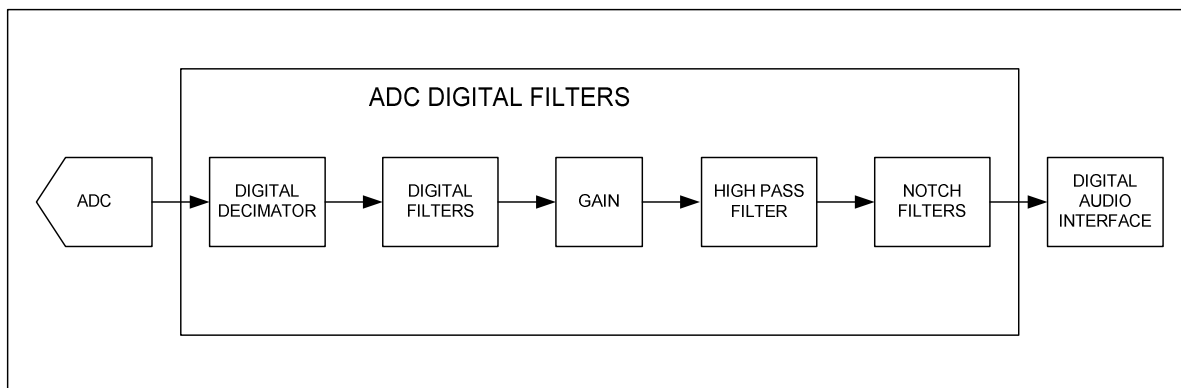 ADC DIGITAL FILTERS
ADC
DIGITAL
DECIMATOR
DIGITAL
FILTERS
GAIN
HIGH PASS
FILTER
NOTCH
FILTERS
DIGITAL
AUDIO
INTERFACE